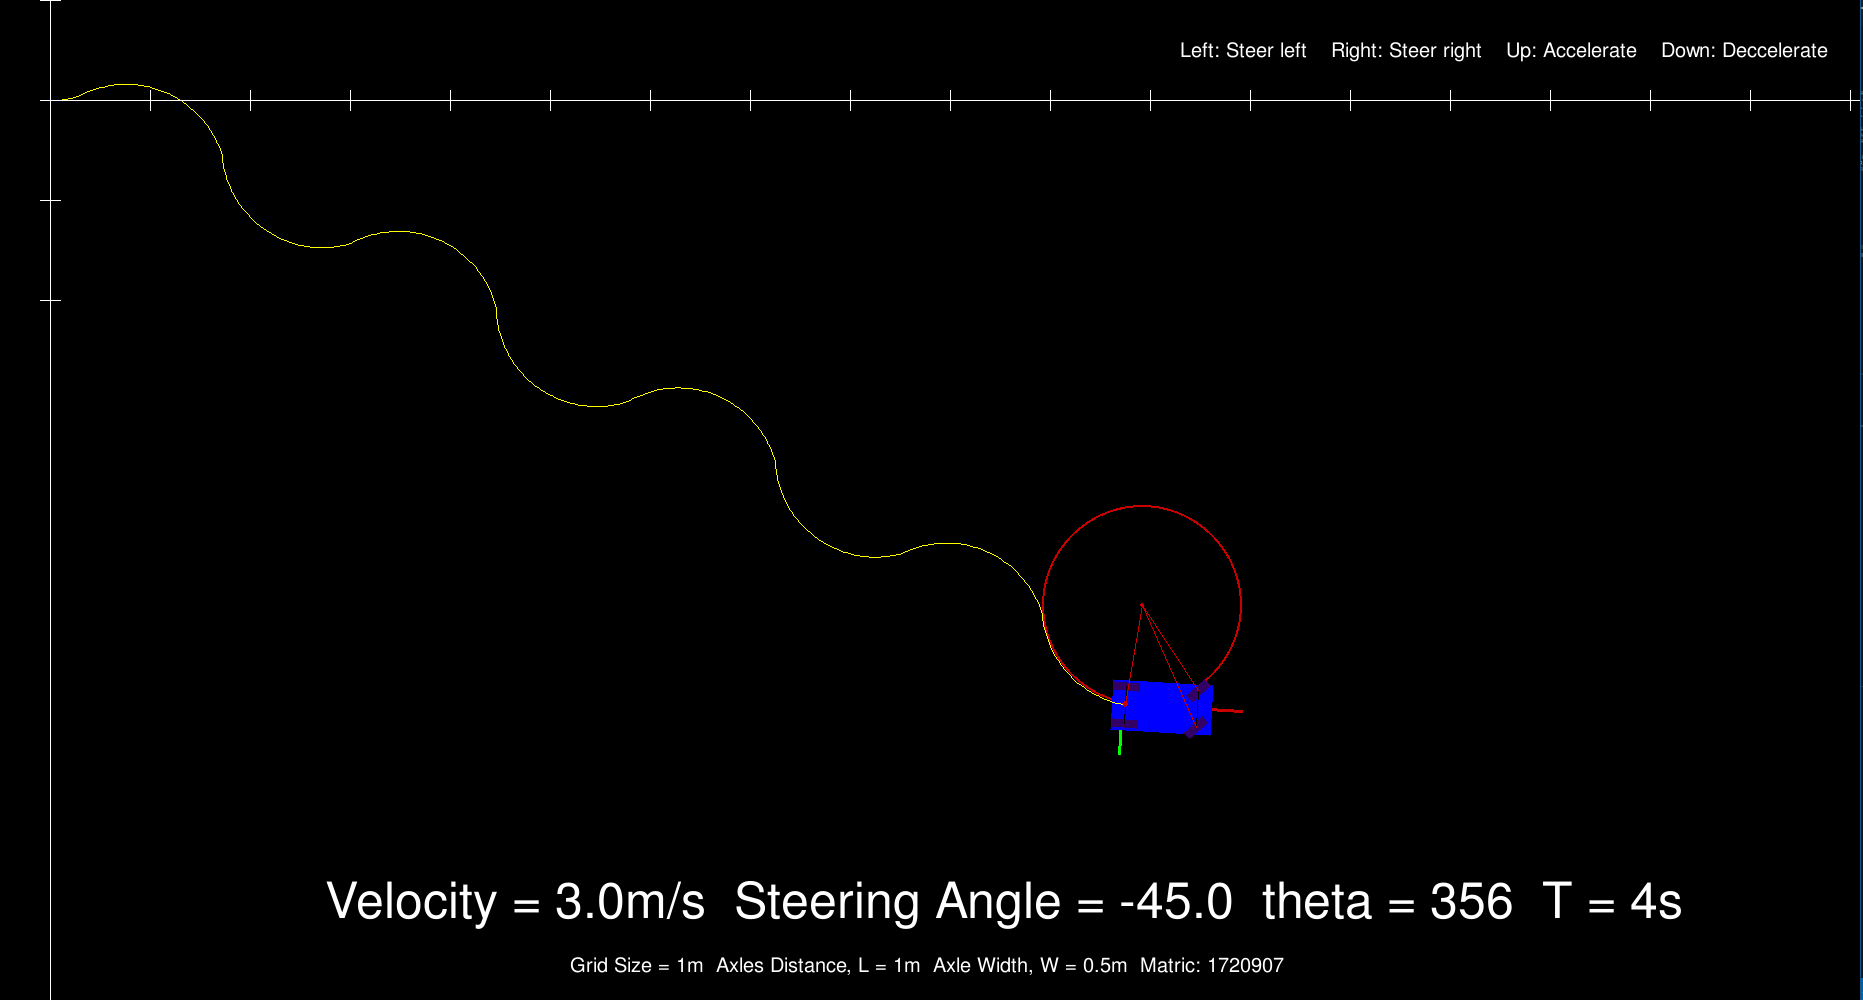 Left: Steer left Right: Steer right Up: Accelerate Down: Deccelerate
Velocity = 3.0m/s Steering Angle = -45.0 theta = 356 T = 4s
Grid Size = 1m Axles Distance, L = 1m Axle Width, W = 0.5m Matric: 1720907